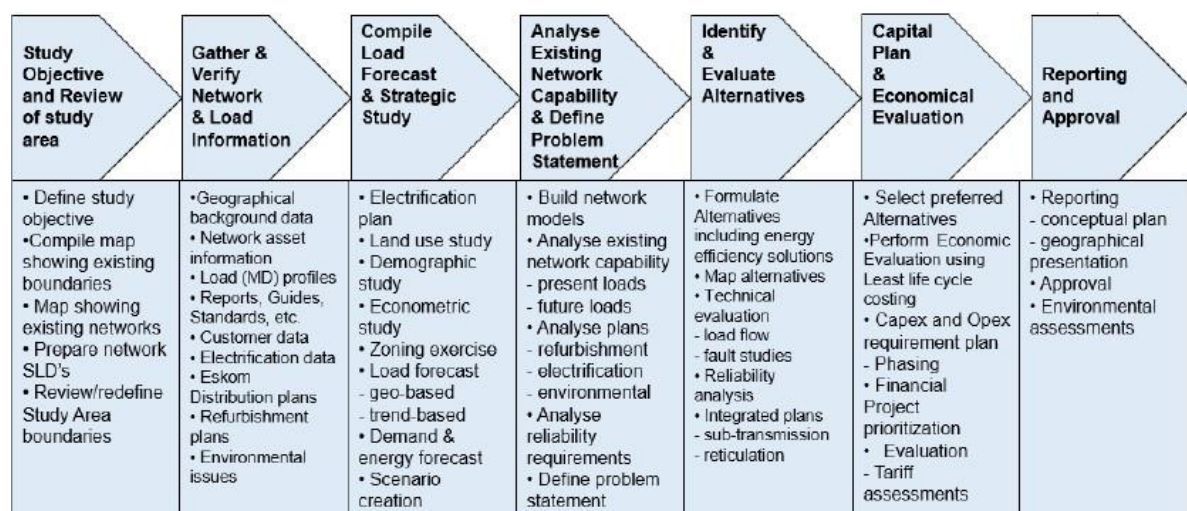 Study
Objective
and Review
of study
area
Gather &
Verify
Network
& Load
Information
Compile
Load
Forecast
& Strategic
Study
Analyse
Existing
Network
Capability
& Define
Problem
Statement
Identify
&
Evaluate
Alternatives
Capital
Plan
&
Economical
Evaluation
Reporting
and
Approval
• Define study
objective
•Compile map
showing existing
boundaries
• Map showing
existing networks
• Prepare network
SLD's
• Review/redefine
Study Area
boundaries
•Geographical
background data
• Network asset
information
• Load (MD) profiles
• Reports, Guides,
Standards, etc.
• Customer data
• Electrification data
• Eskom
Distribution plans
• Refurbishment
plans
• Environmental
issues
• Electrification
plan
• Land use study
• Demographic
study
• Econometric
study
• Zoning exercise
• Load forecast
- geo-based
- trend-based
• Demand &
energy forecast
• Scenario
creation
• Build network
models
• Analyse existing
network capability
- present loads
- future loads
• Analyse plans
- refurbishment
- electrification
- environmental
• Analyse
reliability
requirements
• Define problem
statement
• Formulate
Alternatives
including energy
efficiency solutions
• Map alternatives
• Technical
evaluation
- load flow
- fault studies
• Reliability
analysis
• Integrated plans
- sub-transmission
- reticulation
• Select preferred
Alternatives
•Perform Economic
Evaluation using
Least life cycle
costing
• Capex and Opex
requirement plan
- Phasing
• Financial
Project
prioritization
• Evaluation
- Tariff
assessments
• Reporting
- conceptual plan
- geographical
presentation
• Approval
• Environmental
assessments